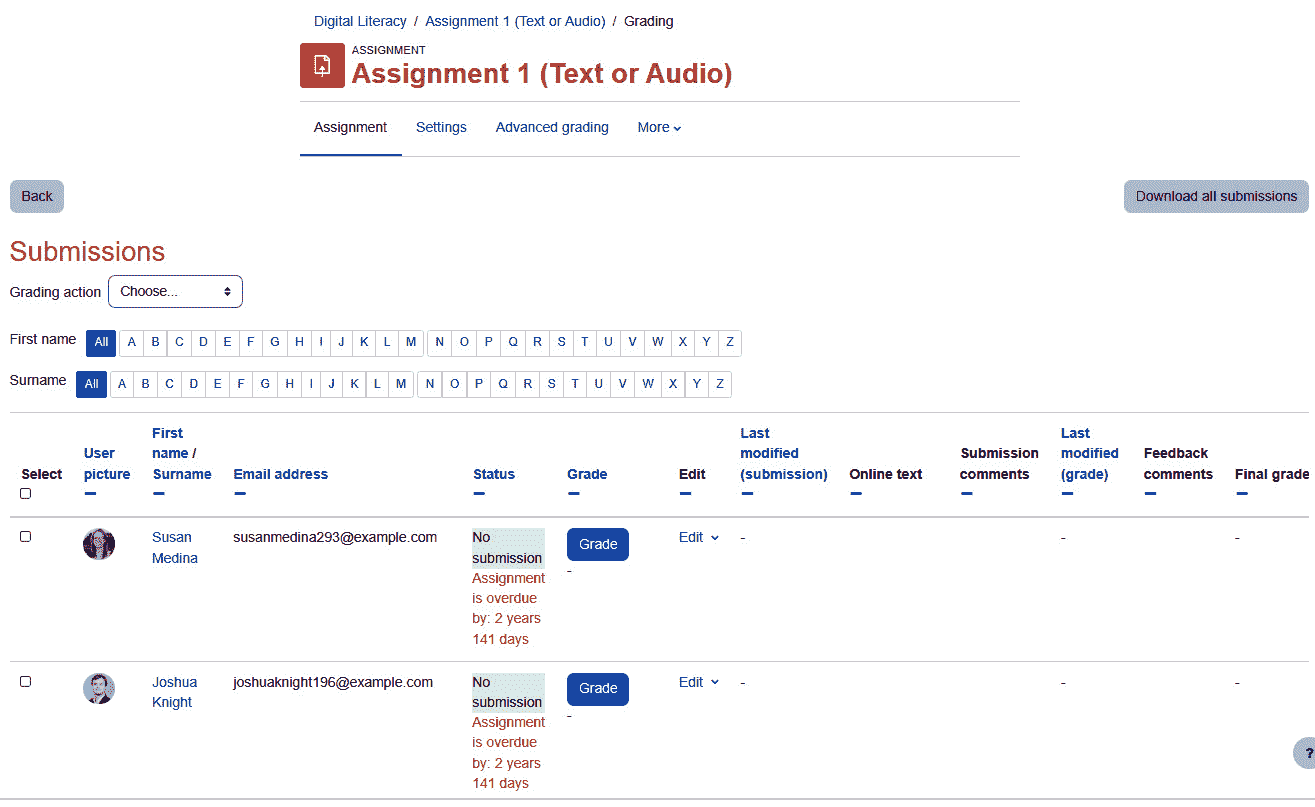 Digital Literacy / Assignment 1 (Text or Audio) / Grading
ASSIGNMENT
Assignment 1 (Text or Audio)
Assignment Settings Advanced grading More
Back Download all submissions
Submissions
Grading action Choose...
First name All A B C D E F G H I J K L M N O P Q R S T U V W X Y Z
Surname All A B C D E F G H I J K L M N O P Q R S T U V W X Y Z
Select
User
picture
First
name /
Surname
Email address
Status
Grade
Edit
Last
modified
(submission)
Online text
Submission
comments
Last
modified
(grade)
Feedback
comments
Final grade
Susan
Medina
susanmedina293@example.com
No
submission
Assignment
is overdue
by: 2 years
141 days
Grade
-
Edit
-
-
-
Joshua
Knight
joshuaknight196@example.com
No
submission
Assignment
is overdue
by: 2 years
141 days
Grade
-
Edit
-
-
-
?